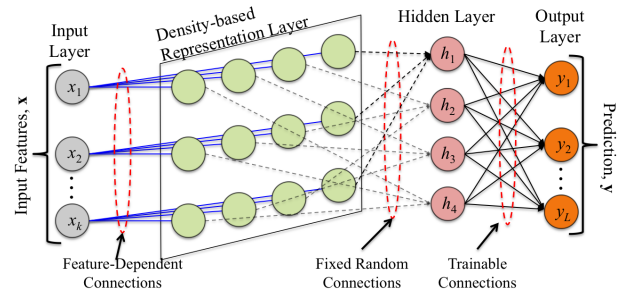 Input
Layer
Density-based
Representation Layer
Hidden Layer
Output
Layer
Input Features, x
x1
x2
xk
h1
h2
h3
h4
y1
y2
yL
Prediction, y
Feature-Dependent
Connections
Fixed Random
Connections
Trainable
Connections